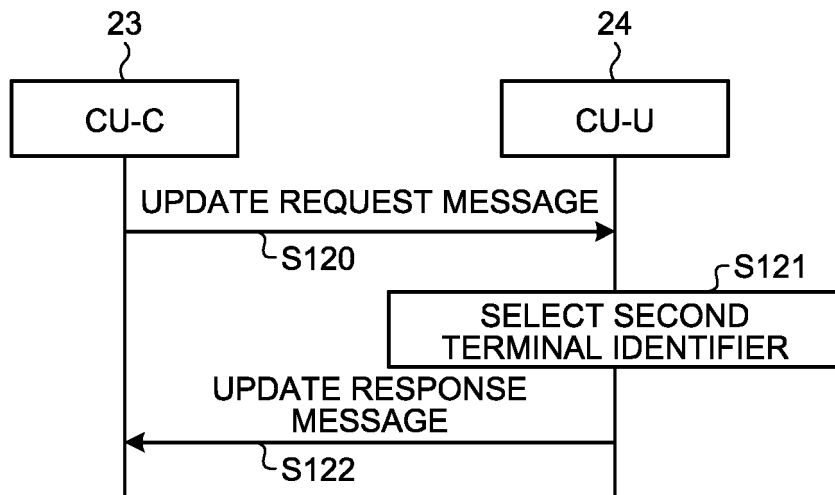 23
24
CU-C
CU-U
UPDATE REQUEST MESSAGE
S120
S121
SELECT SECOND
TERMINAL IDENTIFIER
UPDATE RESPONSE
MESSAGE
S122